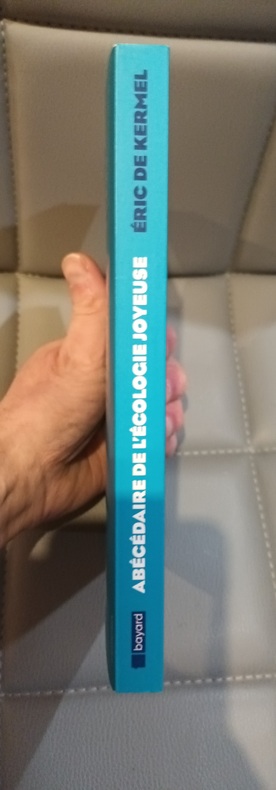 bayard
ABÉCÉDAIRE DE L'ÉCOLOGIE JOYEUSE
ÉRIC DE KERMEL